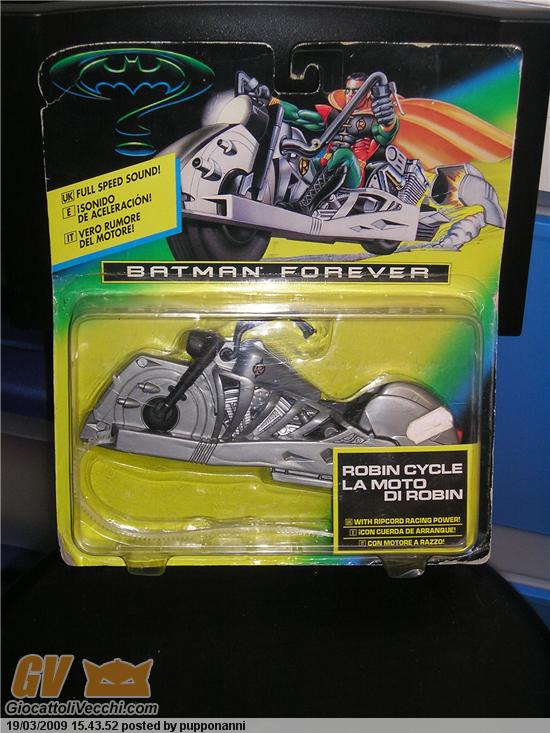 UK FULL SPEED SOUND!
E ¡SONIDO
DE ACELERACIÓN!
IT VERO RUMORE
DEL MOTORE!
BATMAN FOREVER
ROBIN CYCLE
LA MOTO
DI ROBIN
UK WITH RIPCORD RACING POWER!
E ¡CON CUERDA DE ARRANQUE!
IT CON MOTORE A RAZZO!
GV
GiocattoliVecchi.com
19/03/2009 15.43.52 posted by pupponanni